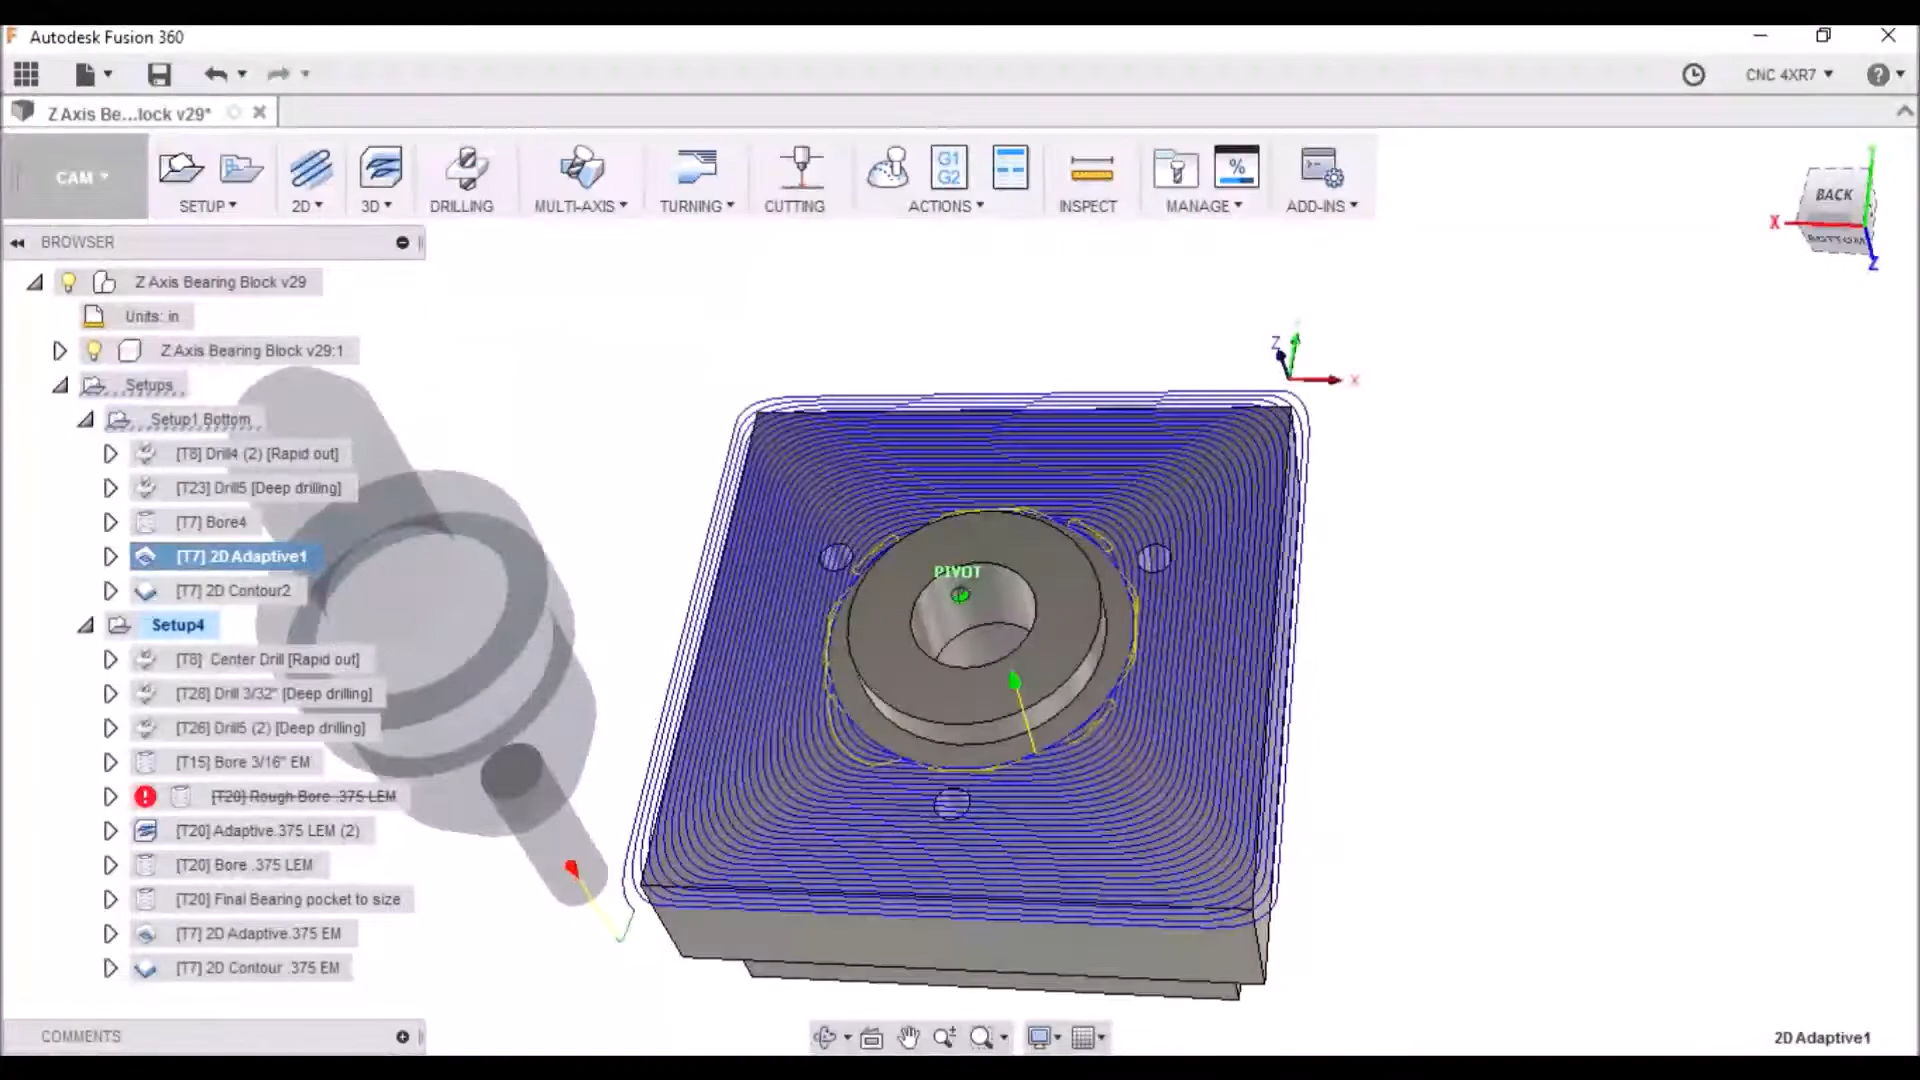 Autodesk Fusion 360
CNC 4XR7
Z Axis Be...lock v29*
CAM
SETUP
2D
3D
DRILLING
MULTI-AXIS
TURNING
CUTTING
G1
G2
ACTIONS
INSPECT
%
MANAGE
ADD-INS
BACK
BOTTOM
X
Z
BROWSER
Z Axis Bearing Block v29
Units: in
Z Axis Bearing Block v29:1
Setups
Setup1 Bottom
[T8] Drill4 (2) [Rapid out]
[T23] Drill5 [Deep drilling]
[T7] Bore4
[T7] 2D Adaptive1
[T7] 2D Contour2
Setup4
[T8] Center Drill [Rapid out]
[T28] Drill 3/32" [Deep drilling]
[T26] Drill5 (2) [Deep drilling]
[T15] Bore 3/16" EM
[T20] Rough Bore .375 LEM
[T20] Adaptive.375 LEM (2)
[T20] Bore .375 LEM
[T20] Final Bearing pocket to size
[T7] 2D Adaptive.375 EM
[T7] 2D Contour .375 EM
Z
X
PIVOT
COMMENTS
2D Adaptive1